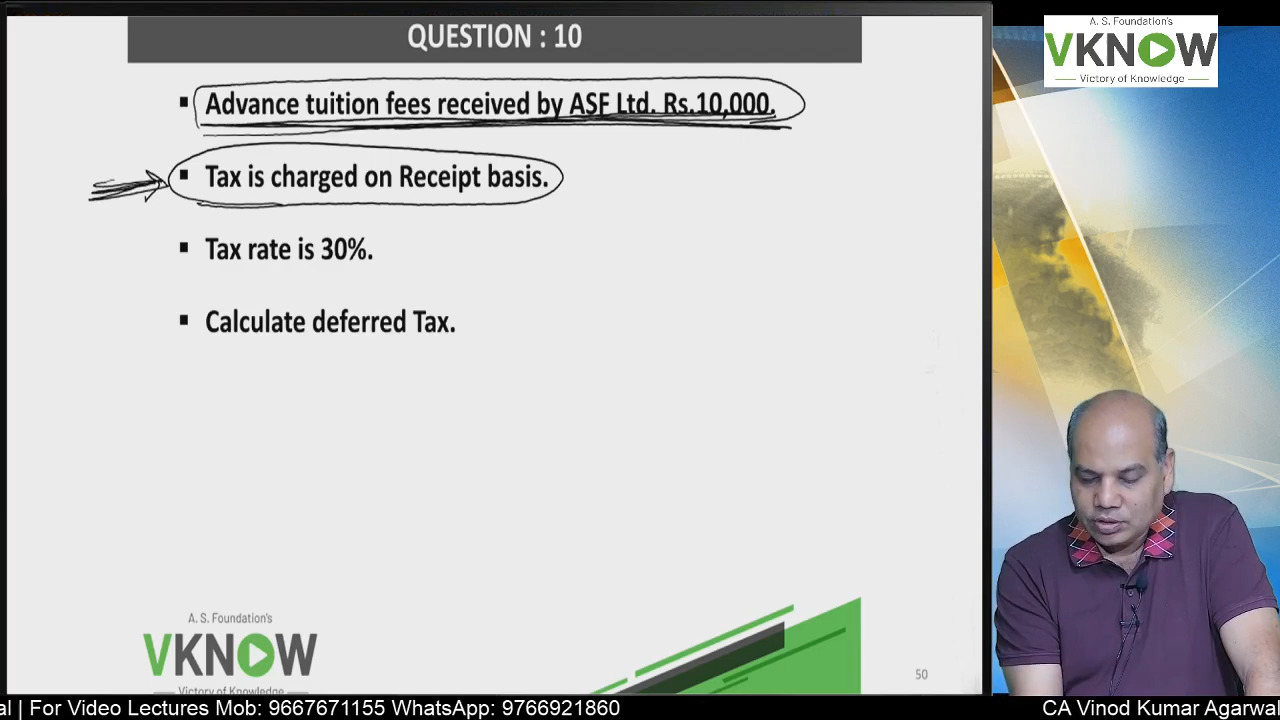 QUESTION : 10
A. S. Foundation's
VKNOW
Victory of Knowledge
▪ Advance tuition fees received by ASF Ltd. Rs.10,000.
▪ Tax is charged on Receipt basis.
▪ Tax rate is 30%.
▪ Calculate deferred Tax.
A. S. Foundation's
VKNOW
Victory of Knowledge
50
al | For Video Lectures Mob: 9667671155 WhatsApp: 9766921860
CA Vinod Kumar Agarwal